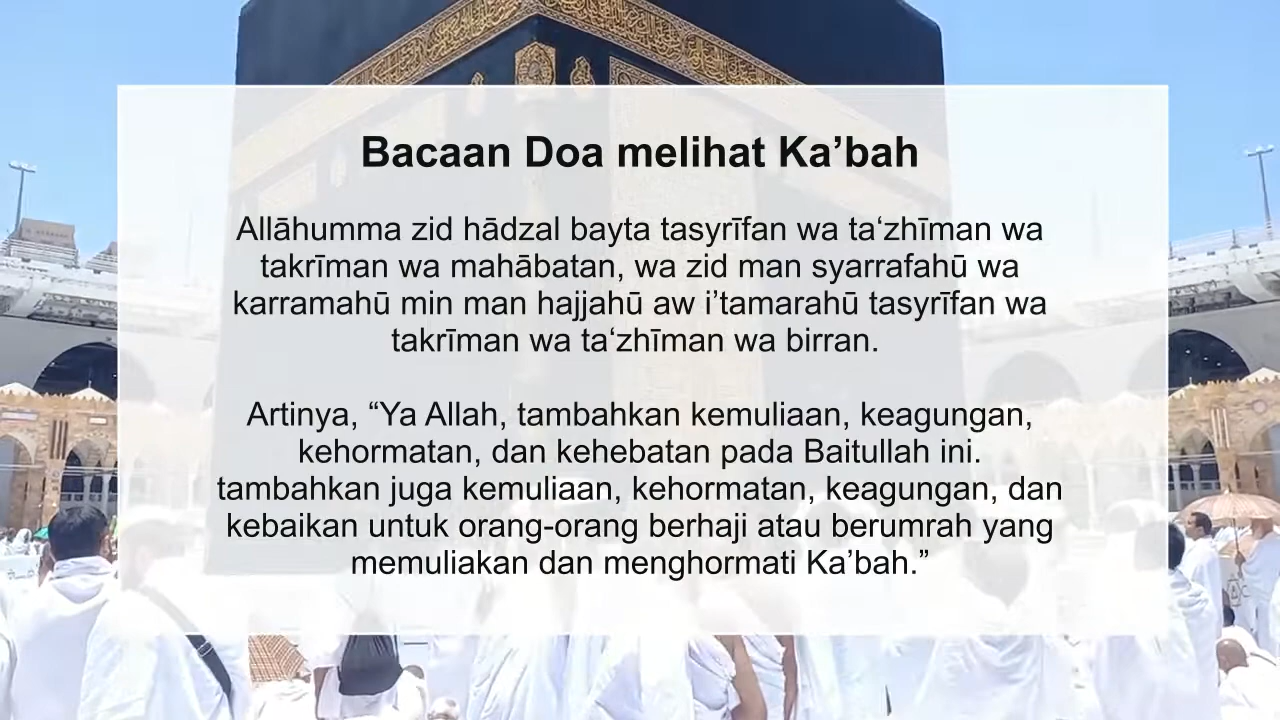 Bacaan Doa melihat Ka’bah
Allāhumma zid hādzal bayta tasyrīfan wa ta‘zhīman wa
takrīman wa mahābatan, wa zid man syarrafahū wa
karramahū min man hajjahū aw i’tamarahū tasyrīfan wa
takrīman wa ta‘zhīman wa birran.
Artinya, “Ya Allah, tambahkan kemuliaan, keagungan,
kehormatan, dan kehebatan pada Baitullah ini.
tambahkan juga kemuliaan, kehormatan, keagungan, dan
kebaikan untuk orang-orang berhaji atau berumrah yang
memuliakan dan menghormati Ka’bah.”